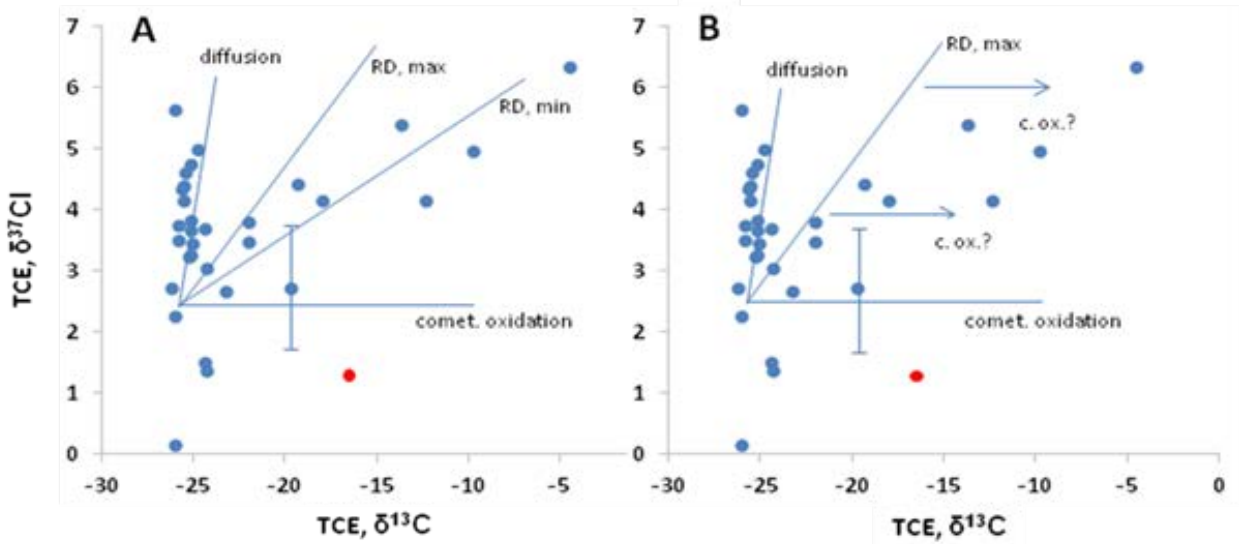 A
7
6
5
4
3
2
1
0
TCE, δ³⁷Cl
diffusion
RD, max
RD, min
comet. oxidation
-30 -25 -20 -15 -10 -5
TCE, δ¹³C
B
7
6
5
4
3
2
1
0
diffusion
RD, max
c. ox.?
c. ox.?
comet. oxidation
-30 -25 -20 -15 -10 -5 0
TCE, δ¹³C